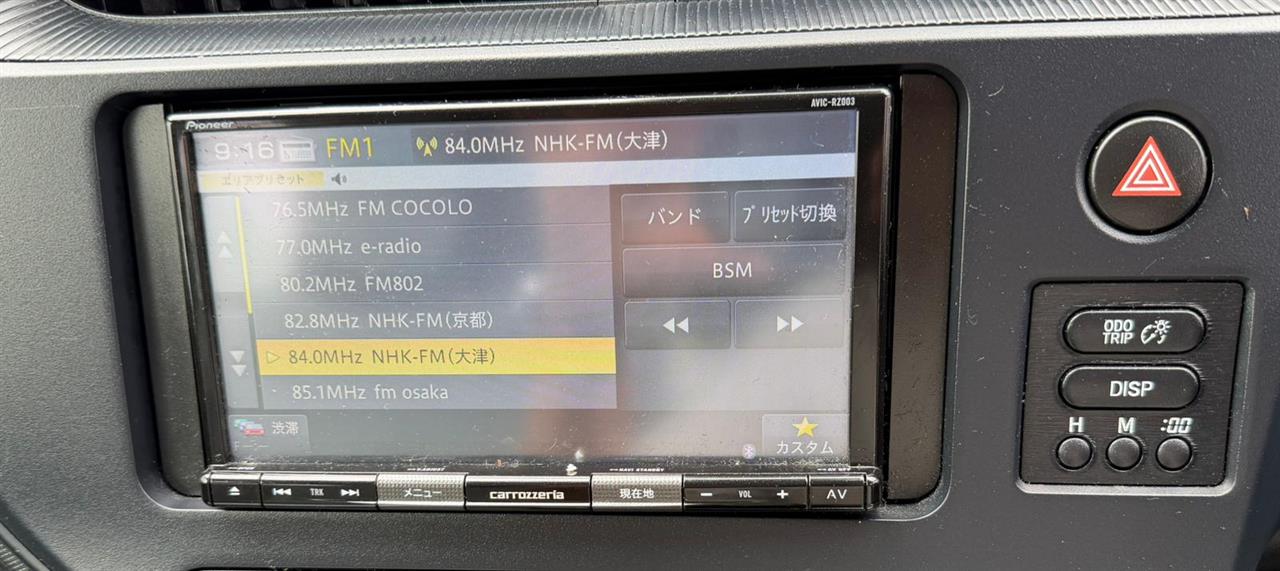 AVIC-RZ003
Pioneer
9:16 FM1 84.0MHz NHK-FM(大津)
エリアプリセット
76.5MHz FM COCOLO
77.0MHz e-radio
80.2MHz FM802
82.8MHz NHK-FM(京都)
84.0MHz NHK-FM(大津)
85.1MHz fm osaka
バンド プリセット切換
BSM
渋滞
カスタム
NAVI STANDBY
TRK メニュー carrozzeria 現在地 − VOL + AV
ODO
TRIP
DISP
H M :00